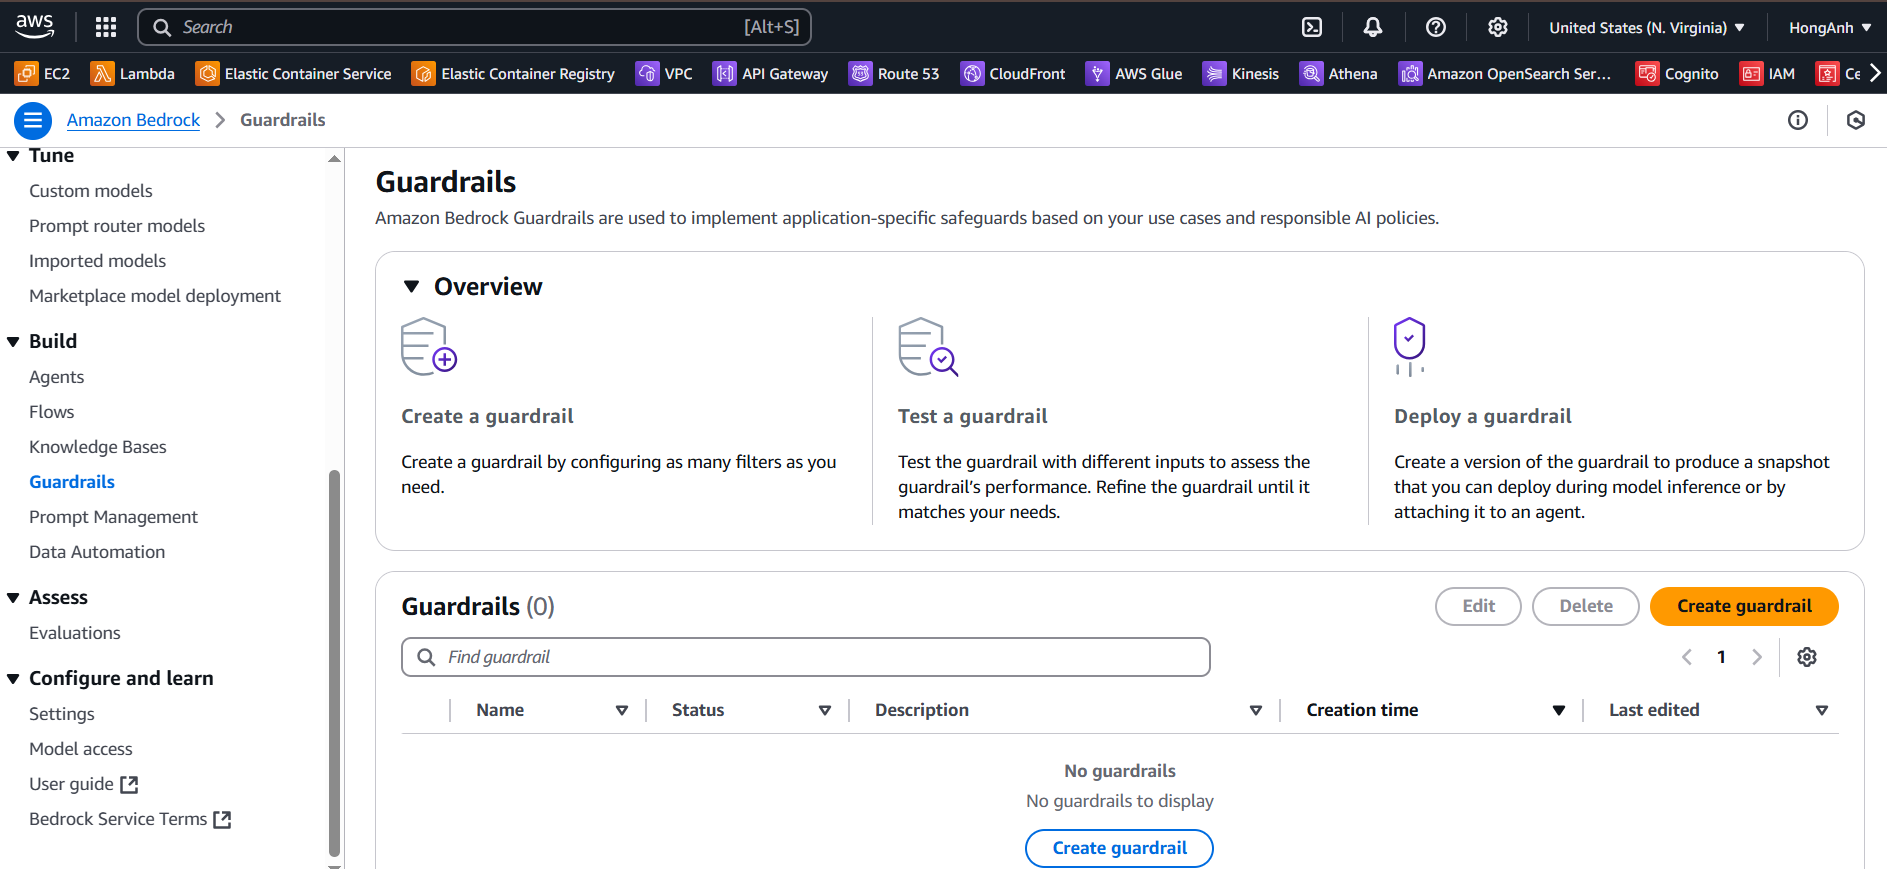 aws
Search [Alt+S]
United States (N. Virginia)
HongAnh
EC2 Lambda Elastic Container Service Elastic Container Registry VPC API Gateway Route 53 CloudFront AWS Glue Kinesis Athena Amazon OpenSearch Ser... Cognito IAM Ce
Amazon Bedrock
Guardrails
Tune
Custom models
Prompt router models
Imported models
Marketplace model deployment
Build
Agents
Flows
Knowledge Bases
Guardrails
Prompt Management
Data Automation
Assess
Evaluations
Configure and learn
Settings
Model access
User guide
Bedrock Service Terms
Guardrails
Amazon Bedrock Guardrails are used to implement application-specific safeguards based on your use cases and responsible AI policies.
Overview
Create a guardrail
Create a guardrail by configuring as many filters as you
need.
Test a guardrail
Test the guardrail with different inputs to assess the
guardrail's performance. Refine the guardrail until it
matches your needs.
Deploy a guardrail
Create a version of the guardrail to produce a snapshot
that you can deploy during model inference or by
attaching it to an agent.
Guardrails (0)
Edit
Delete
Create guardrail
Find guardrail
1
Name Status Description Creation time Last edited
No guardrails
No guardrails to display
Create guardrail